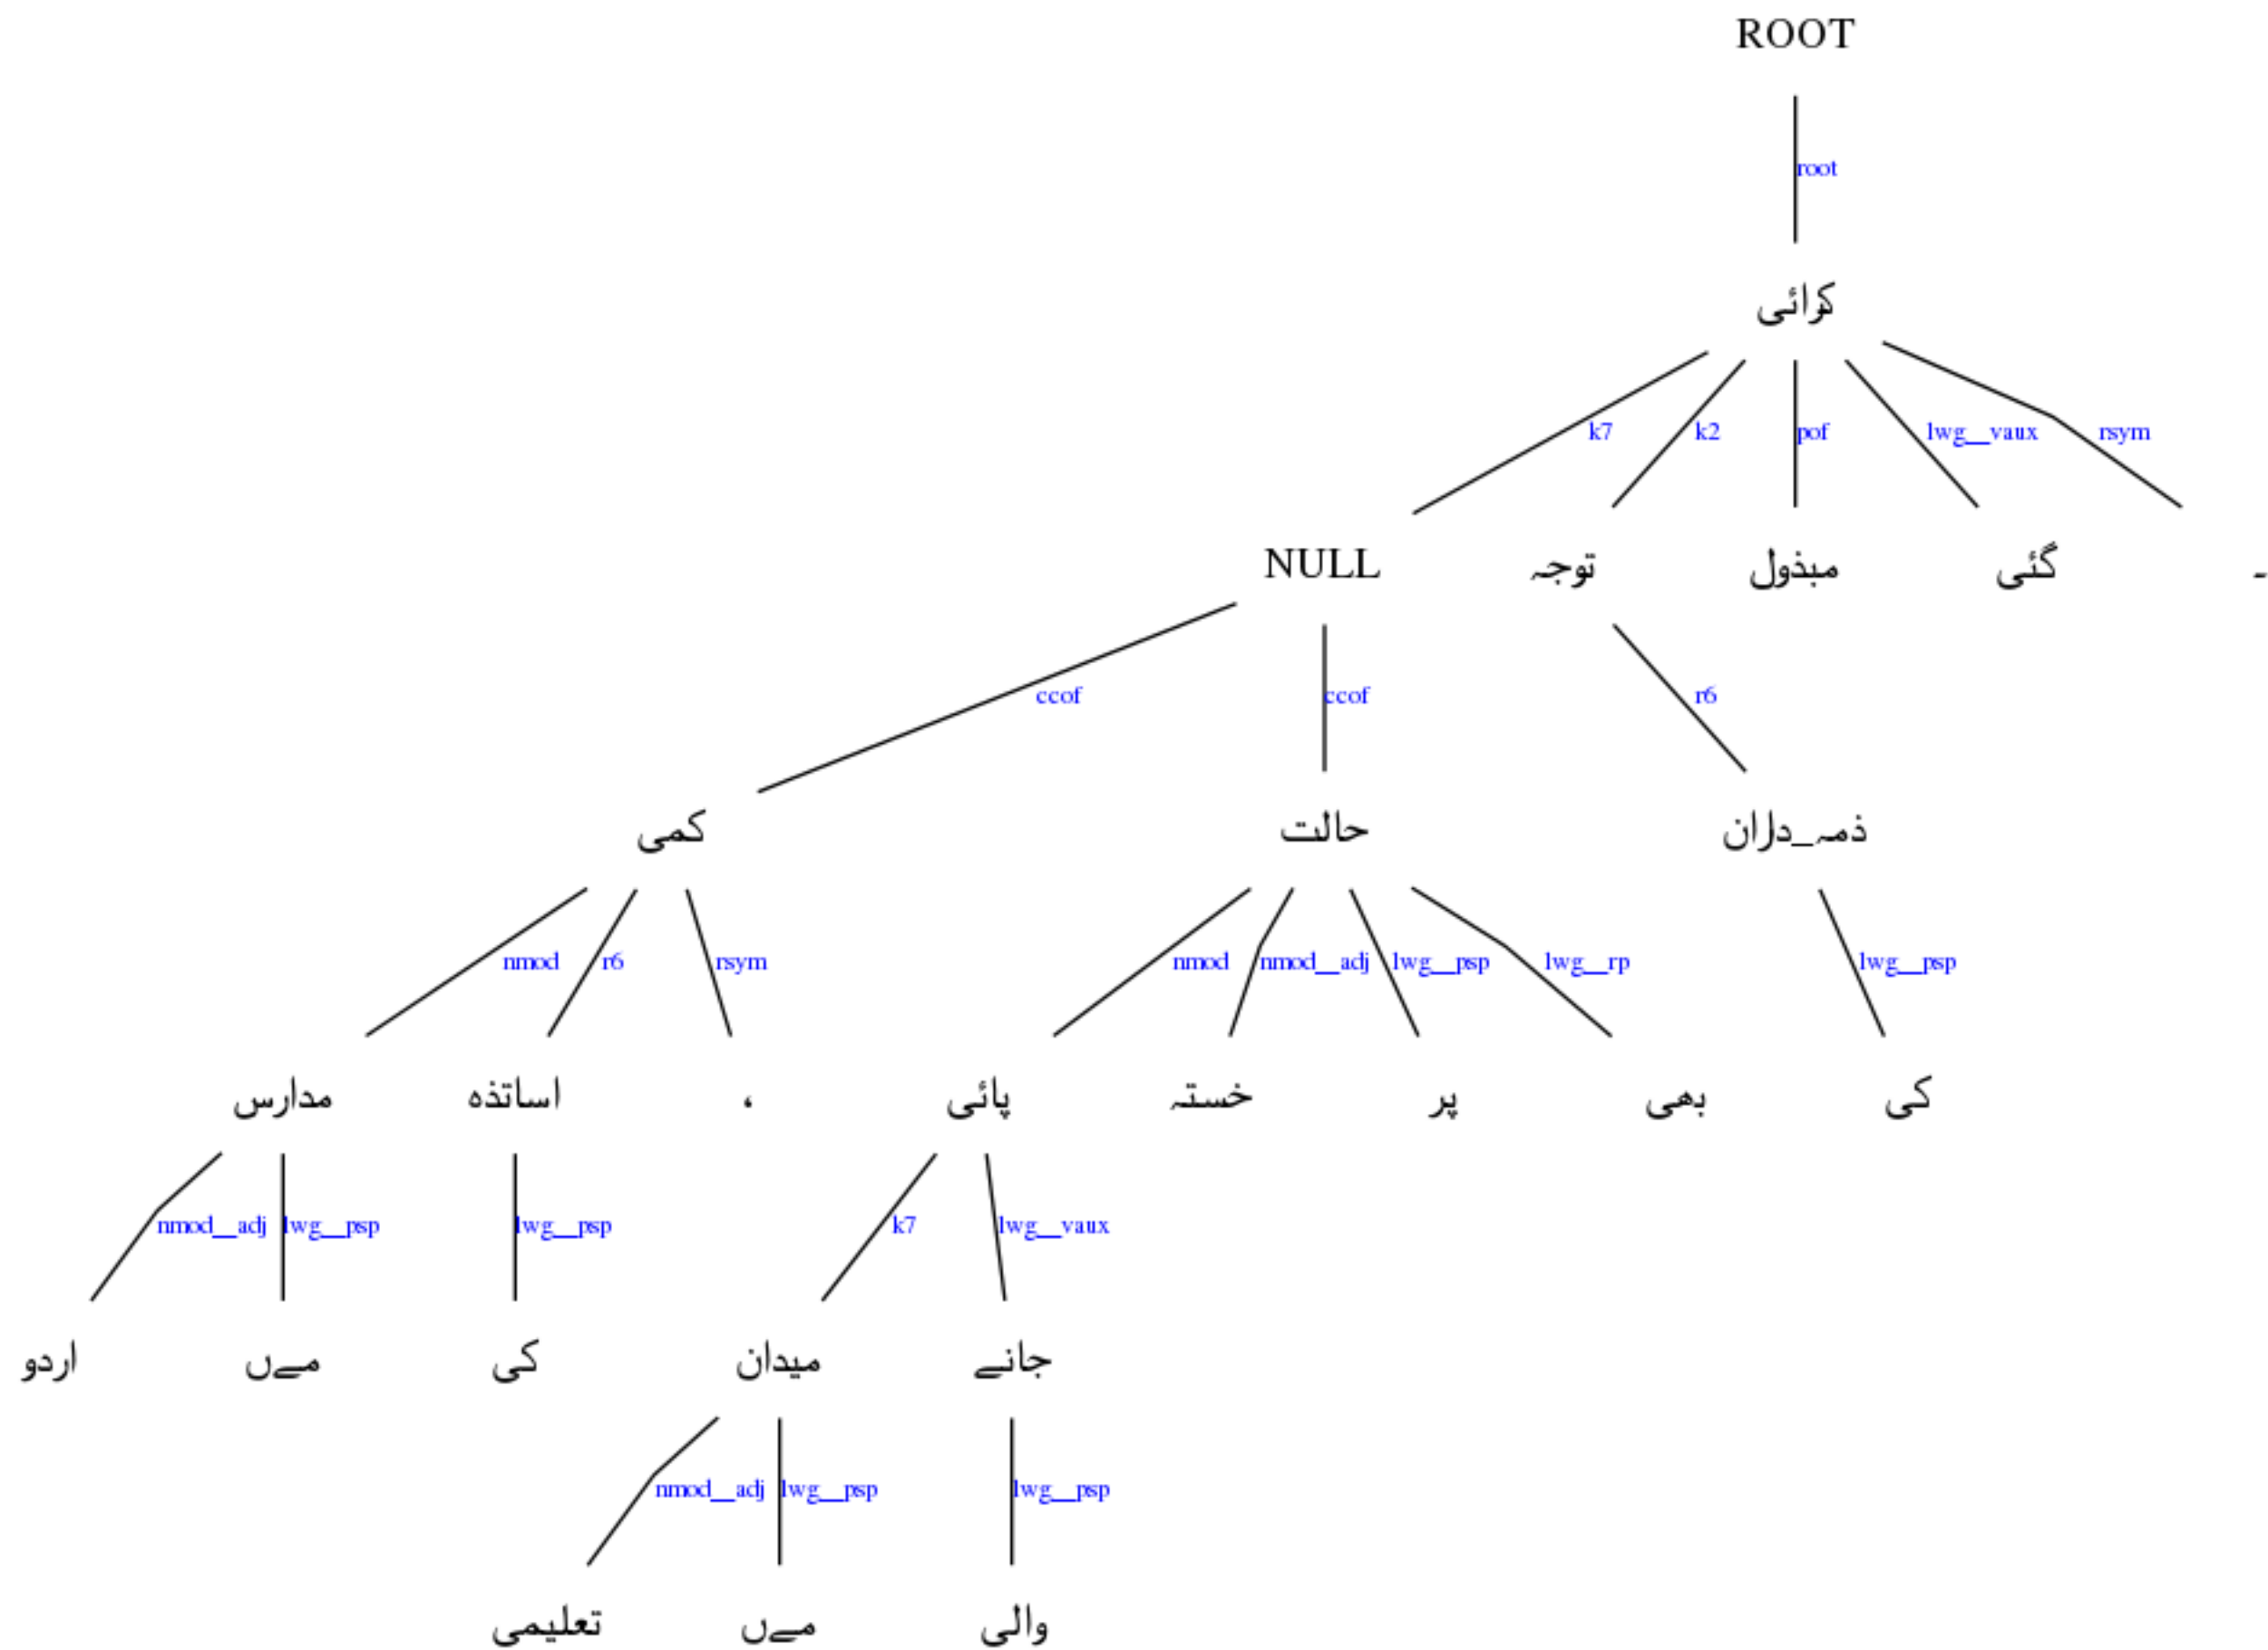 ROOT
root
کرائی
k7 k2 pof lwg__vaux rsym
NULL توجہ مبذول گئی ۔
ccof ccof r6
کمی حالت ذمہ_داران
nmod r6 rsym nmod nmod__adj lwg__psp lwg__rp lwg__psp
مدارس اساتذہ ، پائی خستہ پر بھی کی
nmod__adj lwg__psp lwg__psp k7 lwg__vaux
اردو مےں کی میدان جانے
nmod__adj lwg__psp lwg__psp
تعلیمی مےں والی